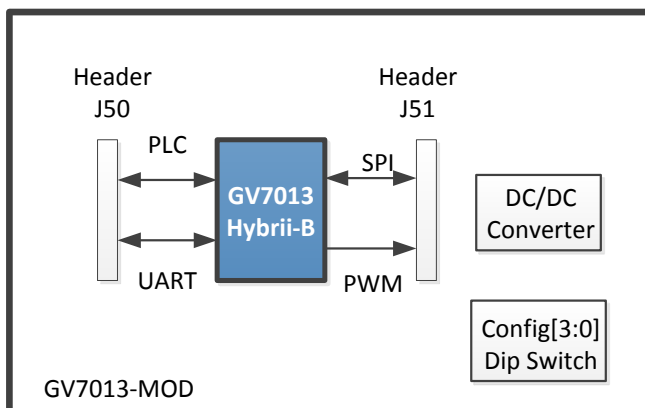 Header
J50
Header
J51
PLC
SPI
GV7013
Hybrii-B
DC/DC
Converter
UART
PWM
Config[3:0]
Dip Switch
GV7013-MOD